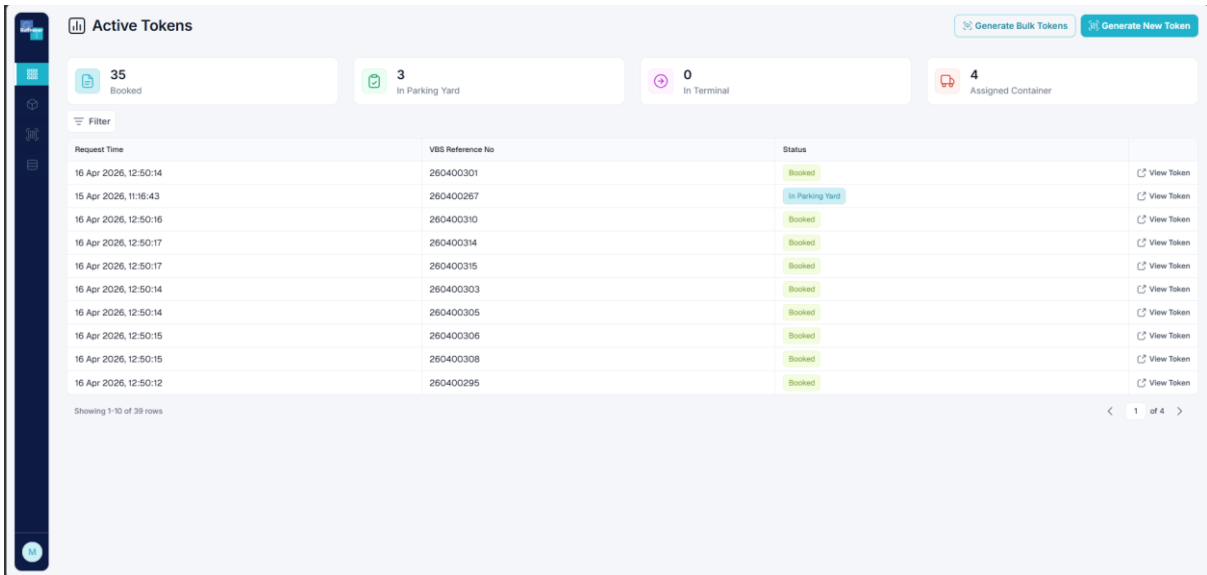 Active Tokens
Generate Bulk Tokens
Generate New Token
35
Booked
3
In Parking Yard
0
In Terminal
4
Assigned Container
Filter
Request Time VBS Reference No Status
16 Apr 2026, 12:50:14 260400301 Booked View Token
15 Apr 2026, 11:16:43 260400267 In Parking Yard View Token
16 Apr 2026, 12:50:16 260400310 Booked View Token
16 Apr 2026, 12:50:17 260400314 Booked View Token
16 Apr 2026, 12:50:17 260400315 Booked View Token
16 Apr 2026, 12:50:14 260400303 Booked View Token
16 Apr 2026, 12:50:14 260400305 Booked View Token
16 Apr 2026, 12:50:15 260400306 Booked View Token
16 Apr 2026, 12:50:15 260400308 Booked View Token
16 Apr 2026, 12:50:12 260400295 Booked View Token
Showing 1-10 of 39 rows
1 of 4
M